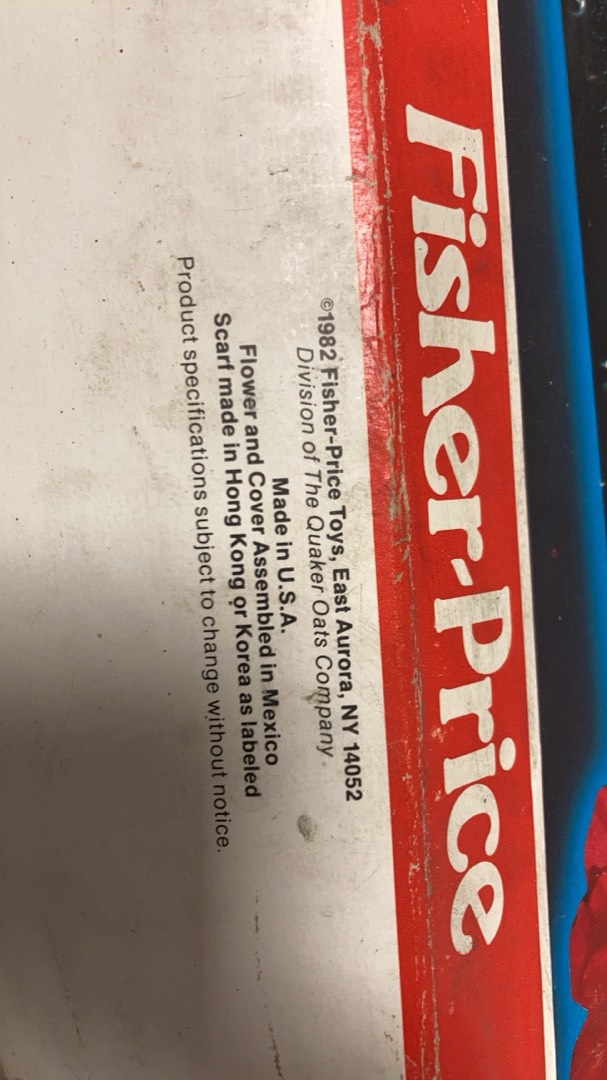 Fisher-Price
©1982 Fisher-Price Toys, East Aurora, NY 14052
Division of The Quaker Oats Company
Made in U.S.A.
Flower and Cover Assembled in Mexico
Scarf made in Hong Kong or Korea as labeled
Product specifications subject to change without notice.